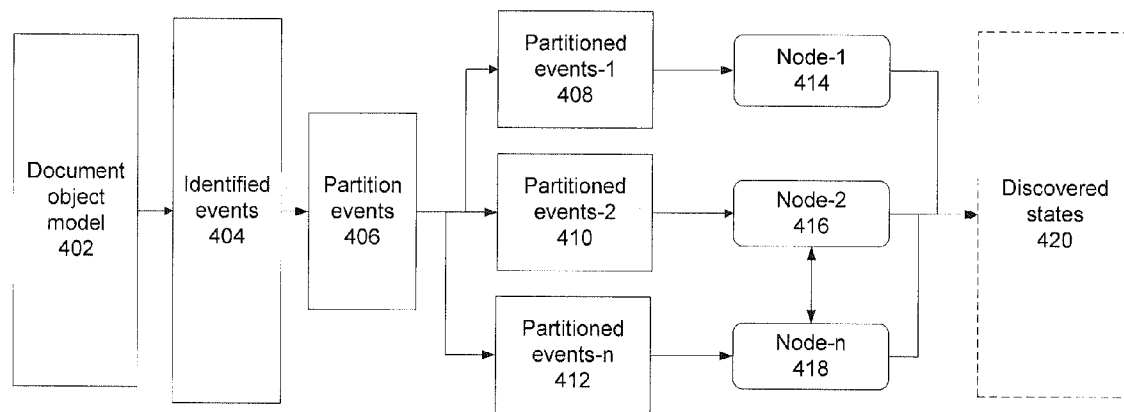 Document
object
model
402
Identified
events
404
Partition
events
406
Partitioned
events-1
408
Partitioned
events-2
410
Partitioned
events-n
412
Node-1
414
Node-2
416
Node-n
418
Discovered
states
420